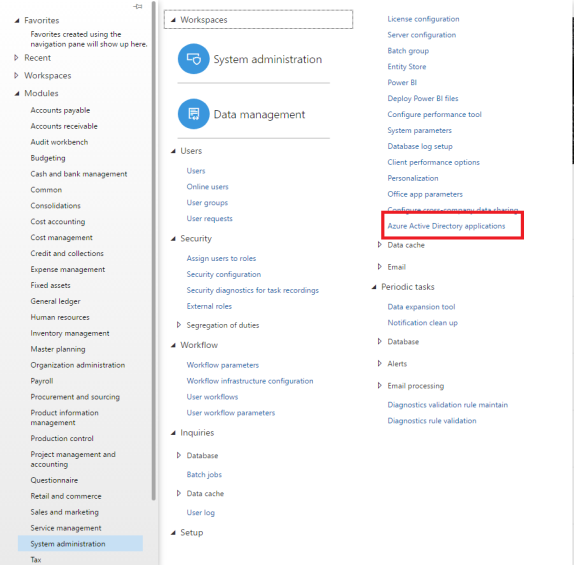 Favorites
Favorites created using the
navigation pane will show up here.
Recent
Workspaces
Modules
Accounts payable
Accounts receivable
Audit workbench
Budgeting
Cash and bank management
Common
Consolidations
Cost accounting
Cost management
Credit and collections
Expense management
Fixed assets
General ledger
Human resources
Inventory management
Master planning
Organization administration
Payroll
Procurement and sourcing
Product information
management
Production control
Project management and
accounting
Questionnaire
Retail and commerce
Sales and marketing
Service management
System administration
Tax
Workspaces
System administration
Data management
Users
Users
Online users
User groups
User requests
Security
Assign users to roles
Security configuration
Security diagnostics for task recordings
External roles
Segregation of duties
Workflow
Workflow parameters
Workflow infrastructure configuration
User workflows
User workflow parameters
Inquiries
Database
Batch jobs
Data cache
User log
Setup
License configuration
Server configuration
Batch group
Entity Store
Power BI
Deploy Power BI files
Configure performance tool
System parameters
Database log setup
Client performance options
Personalization
Office app parameters
Configure cross-company data sharing
Azure Active Directory applications
Data cache
Email
Periodic tasks
Data expansion tool
Notification clean up
Database
Alerts
Email processing
Diagnostics validation rule maintain
Diagnostics rule validation